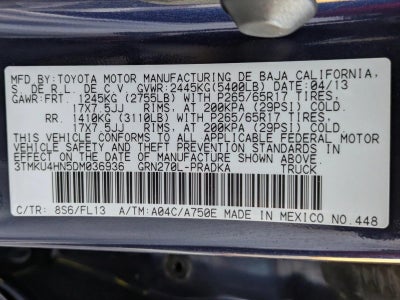 MFD.BY:TOYOTA MOTOR MANUFACTURING DE BAJA CALIFORNIA,
S. DE R.L. DE C.V. GVWR:2445KG(5400LB) DATE:04/13
GAWR:FRT. 1245KG (2755LB) WITH P265/65R17 TIRES,
17X7.5JJ RIMS, AT 200KPA (29PSI) COLD.
RR. 1410KG (3110LB) WITH P265/65R17 TIRES,
17X7.5JJ RIMS, AT 200KPA (29PSI) COLD.
THIS VEHICLE CONFORMS TO ALL APPLICABLE FEDERAL MOTOR
VEHICLE SAFETY STANDARDS IN EFFECT ON THE DATE OF
MANUFACTURE SHOWN ABOVE.
3TMKU4HN5DM036936 GRN270L-PRADKA TRUCK
C/TR: 8S6/FL13 A/TM:A04C/A750E MADE IN MEXICO NO.448